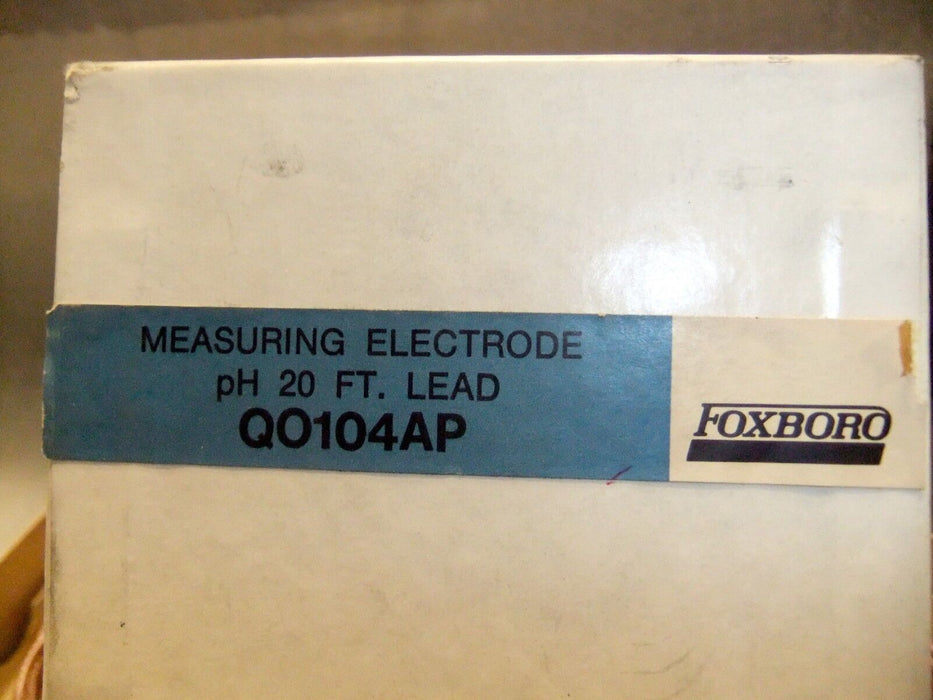 MEASURING ELECTRODE
pH 20 FT. LEAD
QO104AP
FOXBORO